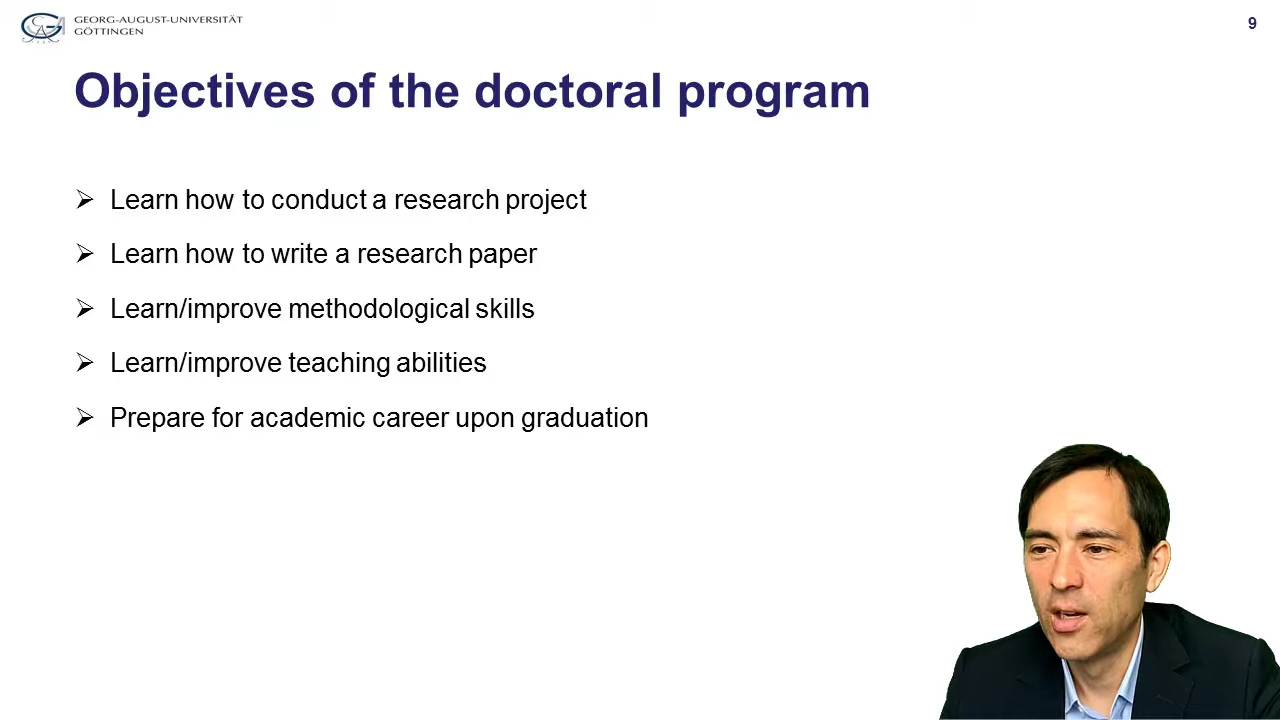 GEORG-AUGUST-UNIVERSITÄT
GÖTTINGEN
9
Objectives of the doctoral program
Learn how to conduct a research project
Learn how to write a research paper
Learn/improve methodological skills
Learn/improve teaching abilities
Prepare for academic career upon graduation